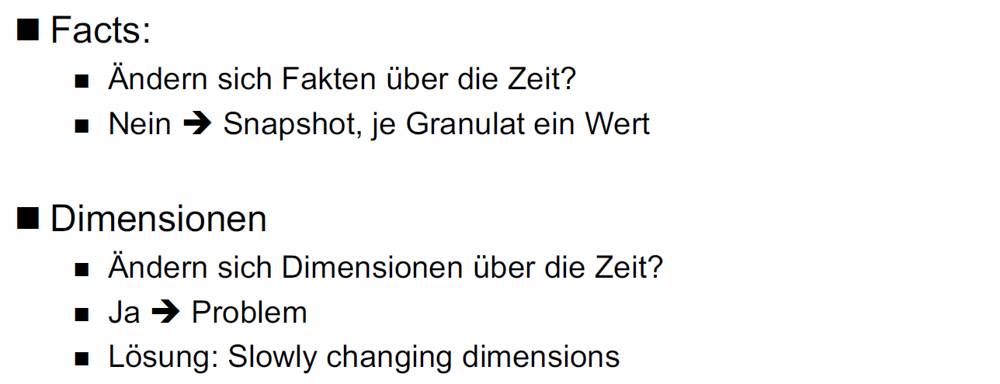 ■ Facts:
■ Ändern sich Fakten über die Zeit?
■ Nein ➔ Snapshot, je Granulat ein Wert
■ Dimensionen
■ Ändern sich Dimensionen über die Zeit?
■ Ja ➔ Problem
■ Lösung: Slowly changing dimensions